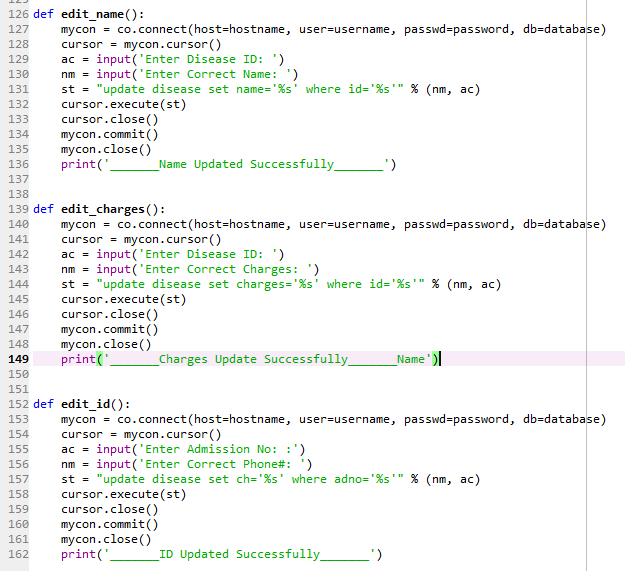 125
126 def edit_name():
127     mycon = co.connect(host=hostname, user=username, passwd=password, db=database)
128     cursor = mycon.cursor()
129     ac = input('Enter Disease ID: ')
130     nm = input('Enter Correct Name: ')
131     st = "update disease set name='%s' where id='%s'" % (nm, ac)
132     cursor.execute(st)
133     cursor.close()
134     mycon.commit()
135     mycon.close()
136     print('_______Name Updated Successfully_______')
137
138
139 def edit_charges():
140     mycon = co.connect(host=hostname, user=username, passwd=password, db=database)
141     cursor = mycon.cursor()
142     ac = input('Enter Disease ID: ')
143     nm = input('Enter Correct Charges: ')
144     st = "update disease set charges='%s' where id='%s'" % (nm, ac)
145     cursor.execute(st)
146     cursor.close()
147     mycon.commit()
148     mycon.close()
149     print('_______Charges Update Successfully_______Name')
150
151
152 def edit_id():
153     mycon = co.connect(host=hostname, user=username, passwd=password, db=database)
154     cursor = mycon.cursor()
155     ac = input('Enter Admission No: :')
156     nm = input('Enter Correct Phone#: ')
157     st = "update disease set ch='%s' where adno='%s'" % (nm, ac)
158     cursor.execute(st)
159     cursor.close()
160     mycon.commit()
161     mycon.close()
162     print('_______ID Updated Successfully_______')